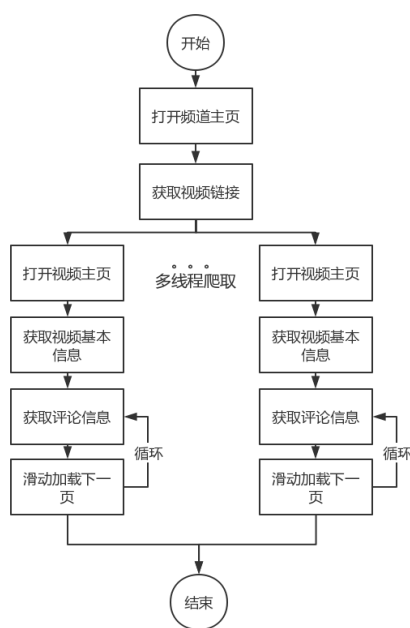 开始
打开频道主页
获取视频链接
打开视频主页
。。。
多线程爬取
打开视频主页
获取视频基本
信息
获取视频基本
信息
获取评论信息
获取评论信息
循环
循环
滑动加载下一
页
滑动加载下一
页
结束